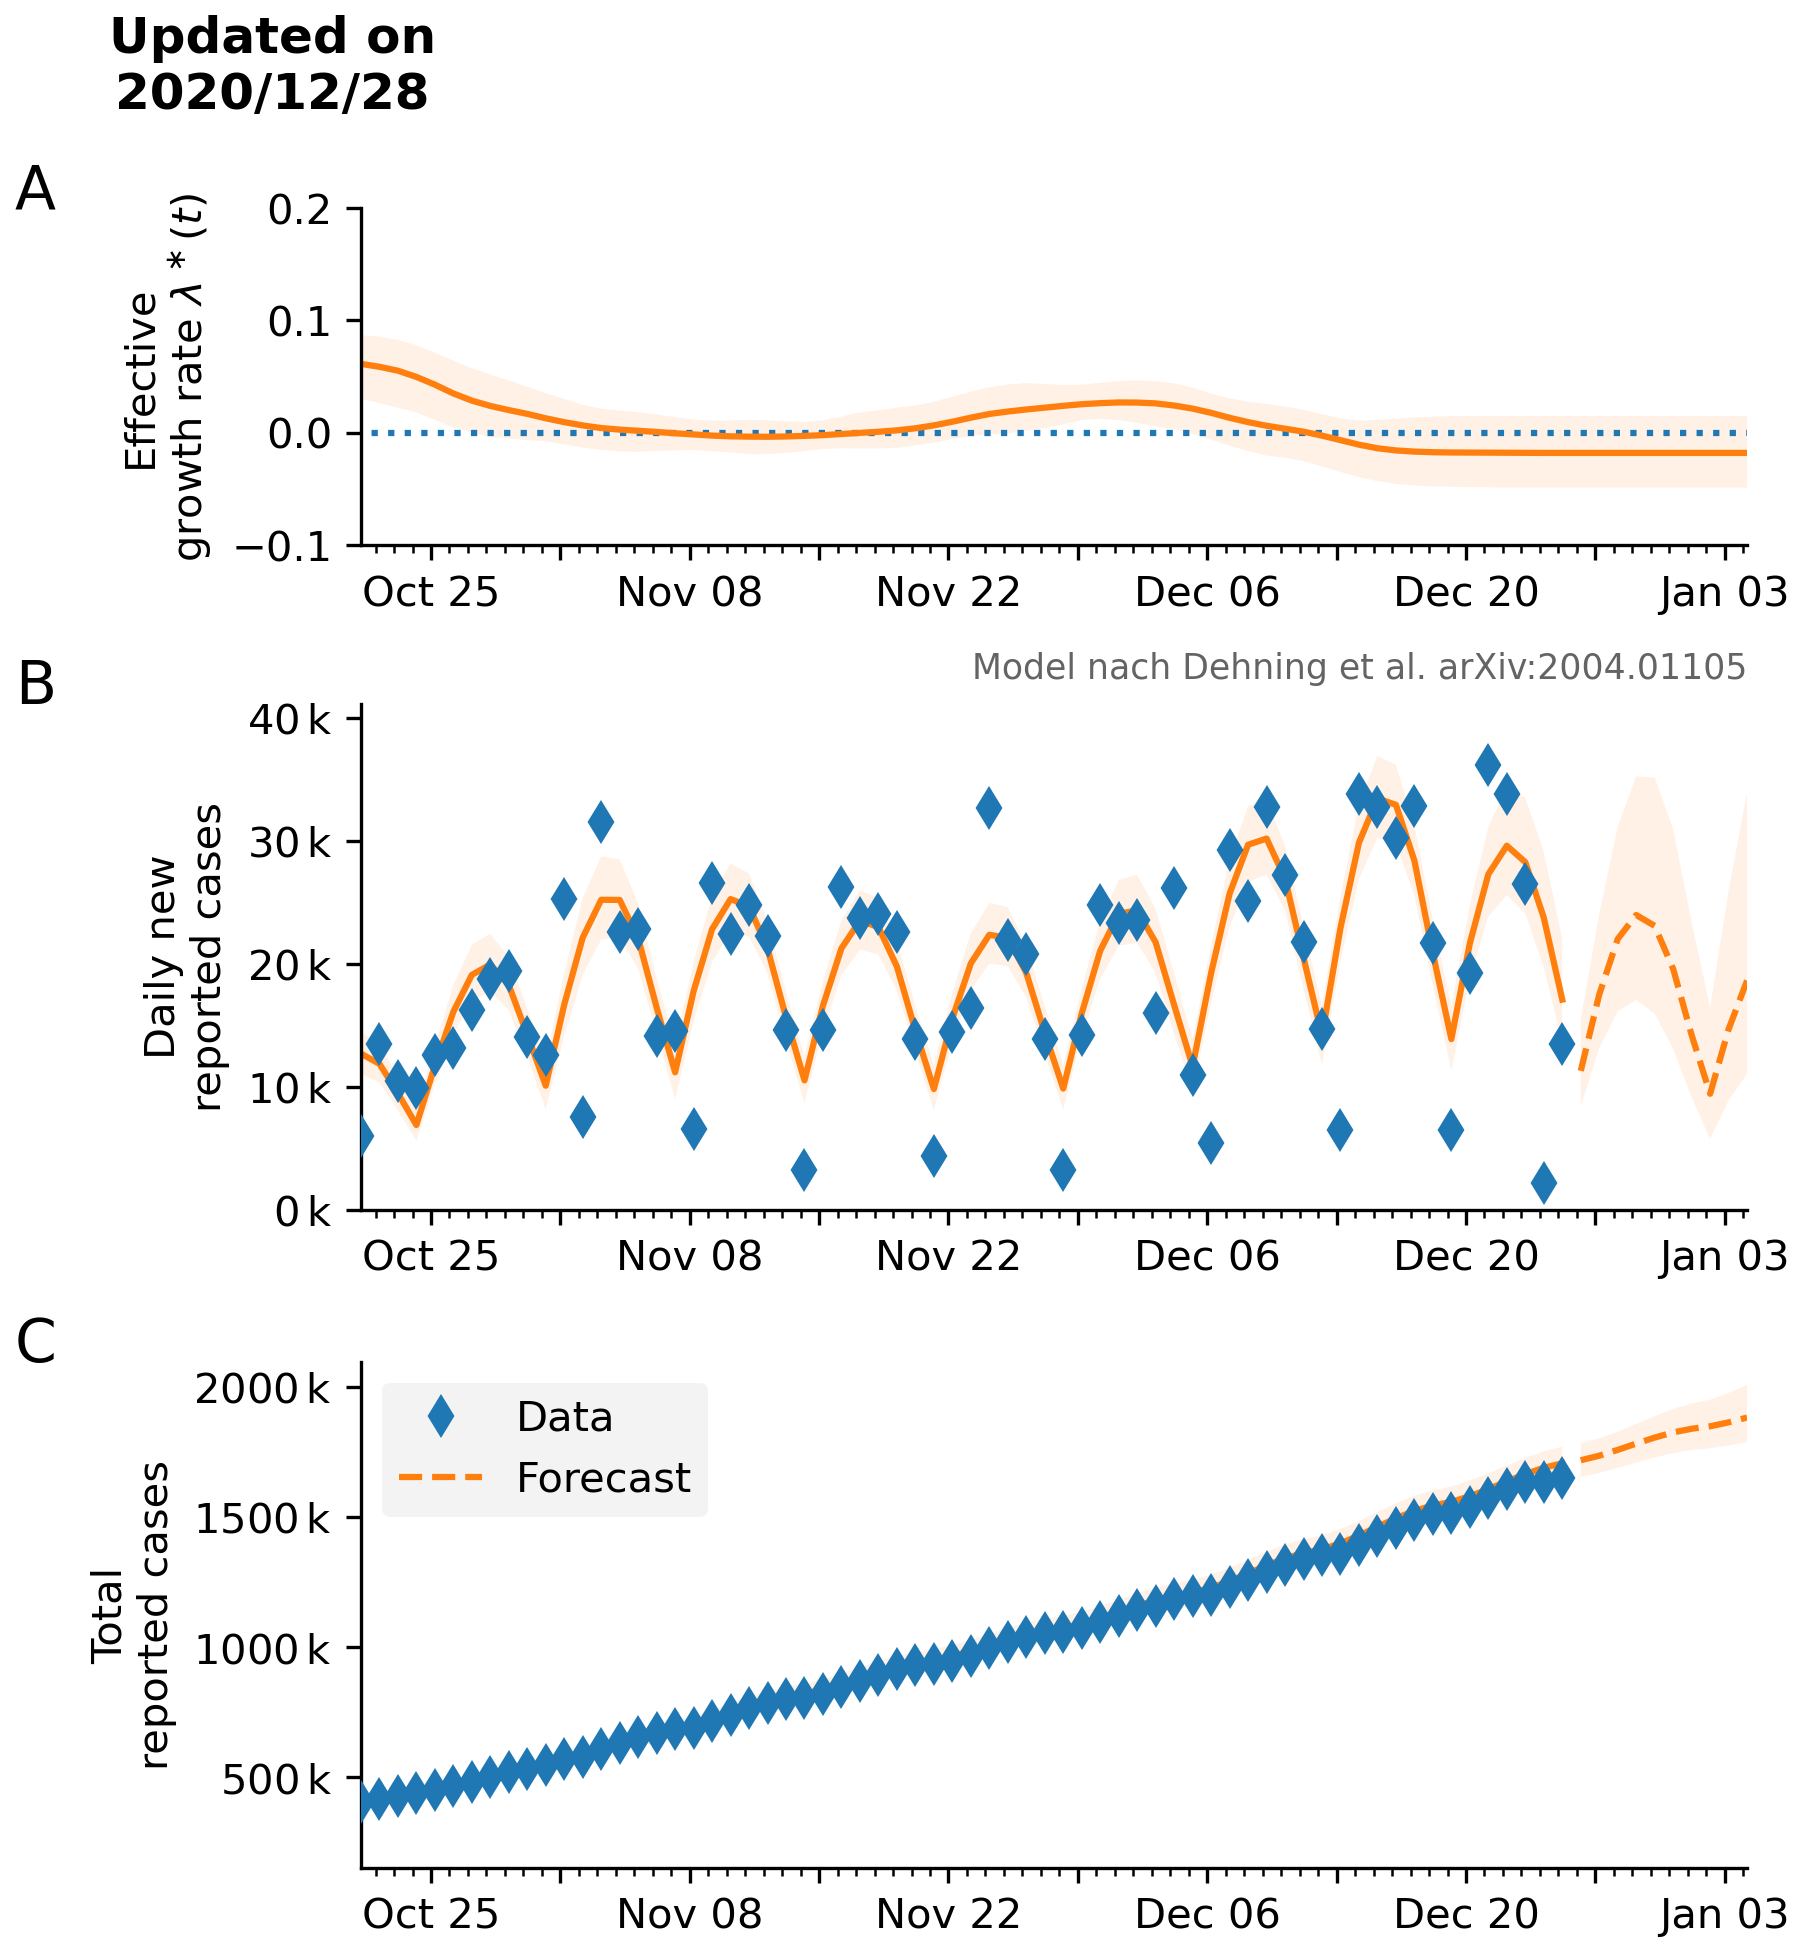 Updated on
2020/12/28
A
Effective
growth rate λ * (t)
0.2
0.1
0.0
−0.1
Oct 25
Nov 08
Nov 22
Dec 06
Dec 20
Jan 03
B
Model nach Dehning et al. arXiv:2004.01105
Daily new
reported cases
40 k
30 k
20 k
10 k
0 k
Oct 25
Nov 08
Nov 22
Dec 06
Dec 20
Jan 03
C
Total
reported cases
2000 k
1500 k
1000 k
500 k
Data
Forecast
Oct 25
Nov 08
Nov 22
Dec 06
Dec 20
Jan 03